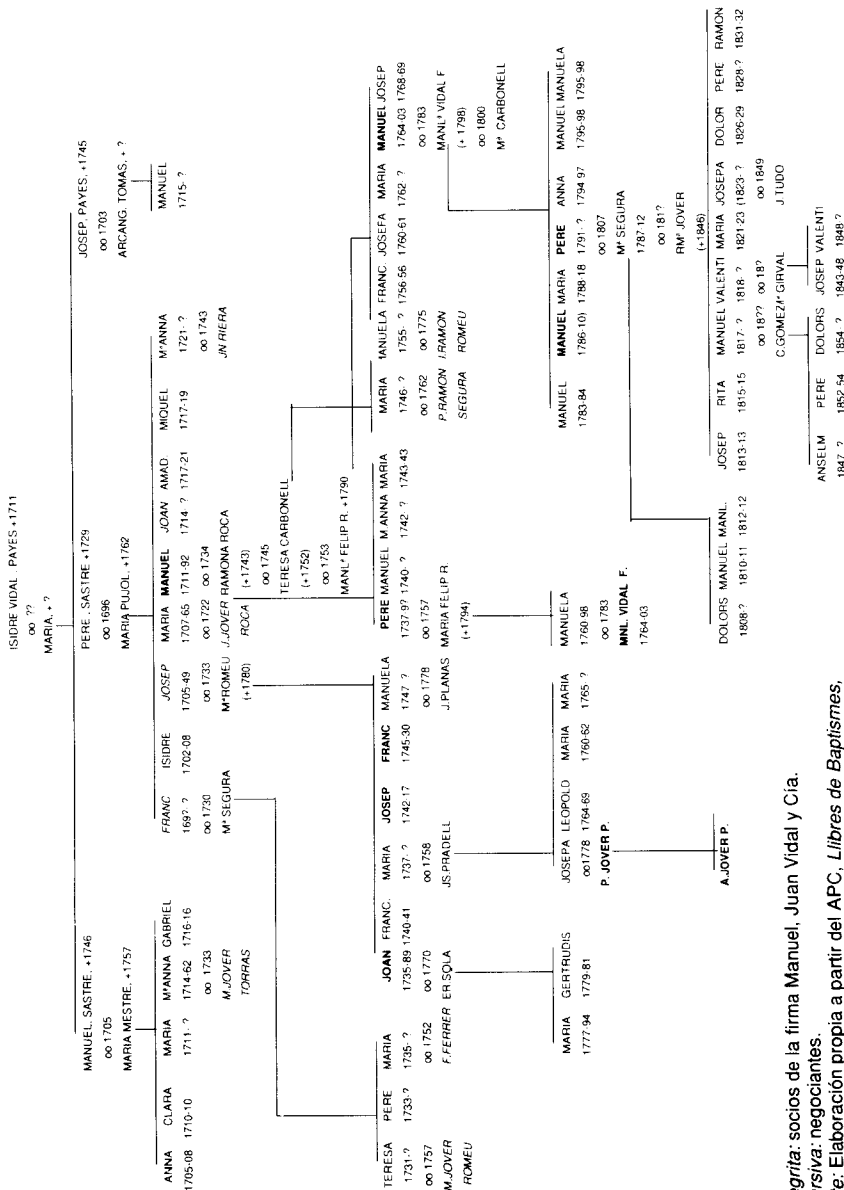 ISIDRE VIDAL, PAYES +1711
oo ??
MARIA, + ?
MANUEL, SASTRE, +1746
oo 1705
MARIA MESTRE, +1757
PERE, SASTRE +1729
oo 1696
MARIA PUJOL, +1762
JOSEP, PAYES, +1745
oo 1703
ARCANG. TOMAS, + ?
ANNA CLARA MARIA MªANNA GABRIEL
1705-08 1710-10 1711-? 1714-62 1716-16
oo 1733
M.JOVER
TORRAS
FRANC ISIDRE JOSEP MARIA MANUEL JOAN AMAD. MIQUEL MªANNA
169?-? 1702-08 1705-49 1707-65 1711-92 1714-? 1717-21 1717-19 1721-?
oo 1730 oo 1733 oo 1722 oo 1734 oo 1743
Mª SEGURA MªROMEU J.JOVER RAMONA ROCA JN RIERA
(+1780) ROCA (+1743)
oo 1745
TERESA CARBONELL
(+1752)
oo 1753
MANLª FELIP R. +1790
MANUEL
1715-?
TERESA PERE MARIA
1731-? 1733-? 1735-?
oo 1757 oo 1752
M.JOVER F.FERRER
ROMEU
JOAN FRANC. MARIA JOSEP FRANC MANUELA
1735-89 1740-41 1737-? 1742-17 1745-30 1747-?
oo 1770 oo 1758 oo 1778
ER.SOLA JS.PRADELL J.PLANAS
PERE MANUEL M.ANNA MARIA
1737-9? 1740-? 1742-? 1743-43
oo 1757
MARIA FELIP R.
(+1794)
MARIA
1746-?
oo 1762
P.RAMON
SEGURA
MANUELA FRANC. JOSEFA MARIA MANUEL JOSEP
1755-? 1756-56 1760-61 1762-? 1764-03 1768-69
oo 1775 oo 1783
J.RAMON MANLª VIDAL F
ROMEU (+ 1798)
oo 1800
Mª CARBONELL
MARIA GERTRUDIS
1777-94 1779-81
JOSEPA LEOPOLD MARIA MARIA
oo1778 1764-69 1760-62 1765-?
P. JOVER P.
MANUELA
1760-98
oo 1783
MNL. VIDAL F.
1764-03
MANUEL MANUEL MARIA PERE ANNA MANUEL MANUELA
1783-84 1786-10) 1788-18 1791-? 1794-97 1795-98 1795-98
oo 1807
Mª SEGURA
1787-12
oo 181?
RMª JOVER
(+1846)
A.JOVER P.
DOLORS MANUEL MANL.
1808-? 1810-11 1812-12
JOSEP RITA MANUEL VALENTI MARIA JOSEPA DOLOR PERE RAMON
1813-13 1815-15 1817-? 1818-? 1821-23 (1823-? 1826-29 1828-? 1831-32
oo 18?? oo 18? oo 1849
C.GOMEZ Mª GIRVAL J.TUDO
ANSELM PERE DOLORS JOSEP VALENTI
1847-? 1852-54 1854-? 1843-48 1848-?
grita: socios de la firma Manuel, Juan Vidal y Cía.
rsiva: negociantes.
te: Elaboración propia a partir del APC, Llibres de Baptismes,